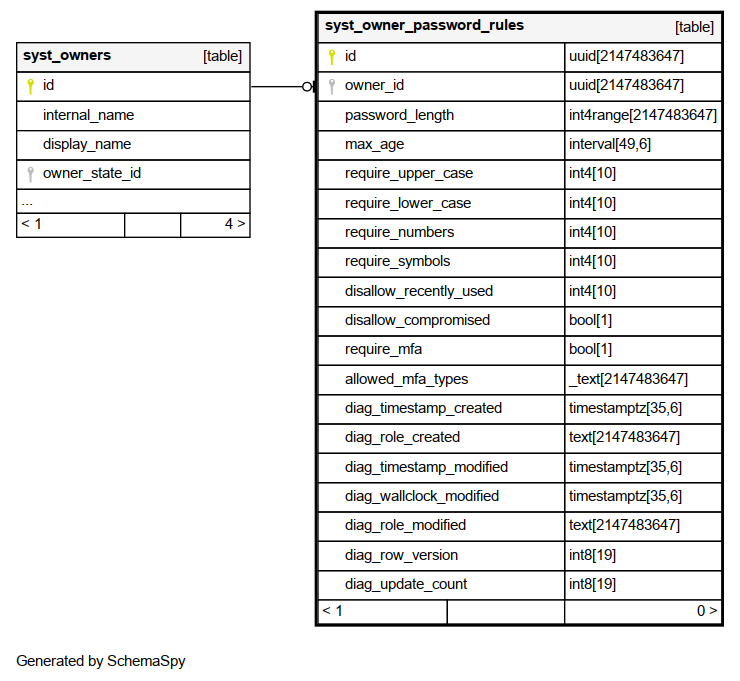 syst_owners [table]
id
internal_name
display_name
owner_state_id
...
< 1 4 >
syst_owner_password_rules [table]
id uuid[2147483647]
owner_id uuid[2147483647]
password_length int4range[2147483647]
max_age interval[49,6]
require_upper_case int4[10]
require_lower_case int4[10]
require_numbers int4[10]
require_symbols int4[10]
disallow_recently_used int4[10]
disallow_compromised bool[1]
require_mfa bool[1]
allowed_mfa_types _text[2147483647]
diag_timestamp_created timestamptz[35,6]
diag_role_created text[2147483647]
diag_timestamp_modified timestamptz[35,6]
diag_wallclock_modified timestamptz[35,6]
diag_role_modified text[2147483647]
diag_row_version int8[19]
diag_update_count int8[19]
< 1 0 >
Generated by SchemaSpy